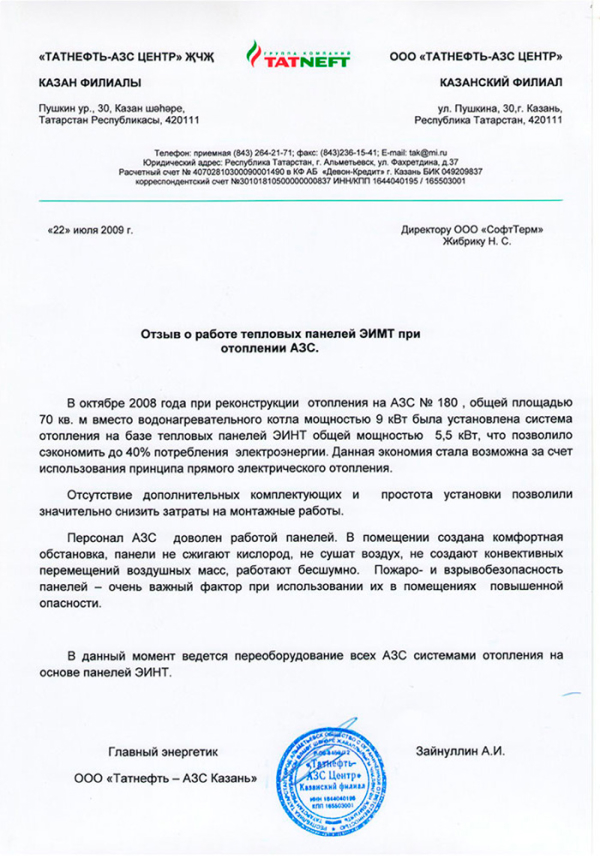 «ТАТНЕФТЬ-АЗС ЦЕНТР» ҖЧҖ
КАЗАН ФИЛИАЛЫ
Пушкин ур., 30, Казан шәһәре,
Татарстан Республикасы, 420111
ГРУППА КОМПАНИЙ
TATNEFT
ООО «ТАТНЕФТЬ-АЗС ЦЕНТР»
КАЗАНСКИЙ ФИЛИАЛ
ул. Пушкина, 30,г. Казань,
Республика Татарстан, 420111
Телефон: приемная (843) 264-21-71; факс: (843)236-15-41; E-mail: tak@mi.ru
Юридический адрес: Республика Татарстан, г. Альметьевск, ул. Фахретдина, д.37
Расчетный счет № 40702810300090001490 в КФ АБ «Девон-Кредит» г. Казань БИК 049209837
корреспондентский счет №30101810500000000837 ИНН/КПП 1644040195 / 165503001
«22» июля 2009 г.
Директору ООО «СофтТерм»
Жибрику Н. С.
Отзыв о работе тепловых панелей ЭИМТ при
отоплении АЗС.
В октябре 2008 года при реконструкции отопления на АЗС № 180 , общей площадью
70 кв. м вместо водонагревательного котла мощностью 9 кВт была установлена система
отопления на базе тепловых панелей ЭИНТ общей мощностью 5,5 кВт, что позволило
сэкономить до 40% потребления электроэнергии. Данная экономия стала возможна за счет
использования принципа прямого электрического отопления.
Отсутствие дополнительных комплектующих и простота установки позволили
значительно снизить затраты на монтажные работы.
Персонал АЗС доволен работой панелей. В помещении создана комфортная
обстановка, панели не сжигают кислород, не сушат воздух, не создают конвективных
перемещений воздушных масс, работают бесшумно. Пожаро- и взрывобезопасность
панелей – очень важный фактор при использовании их в помещениях повышенной
опасности.
В данный момент ведется переоборудование всех АЗС системами отопления на
основе панелей ЭИНТ.
Главный энергетик
ООО «Татнефть – АЗС Казань»
Зайнуллин А.И.
«Татнефть-
АЗС Центр»
Казанский филиал
ИНН 1644040195
КПП 165503001